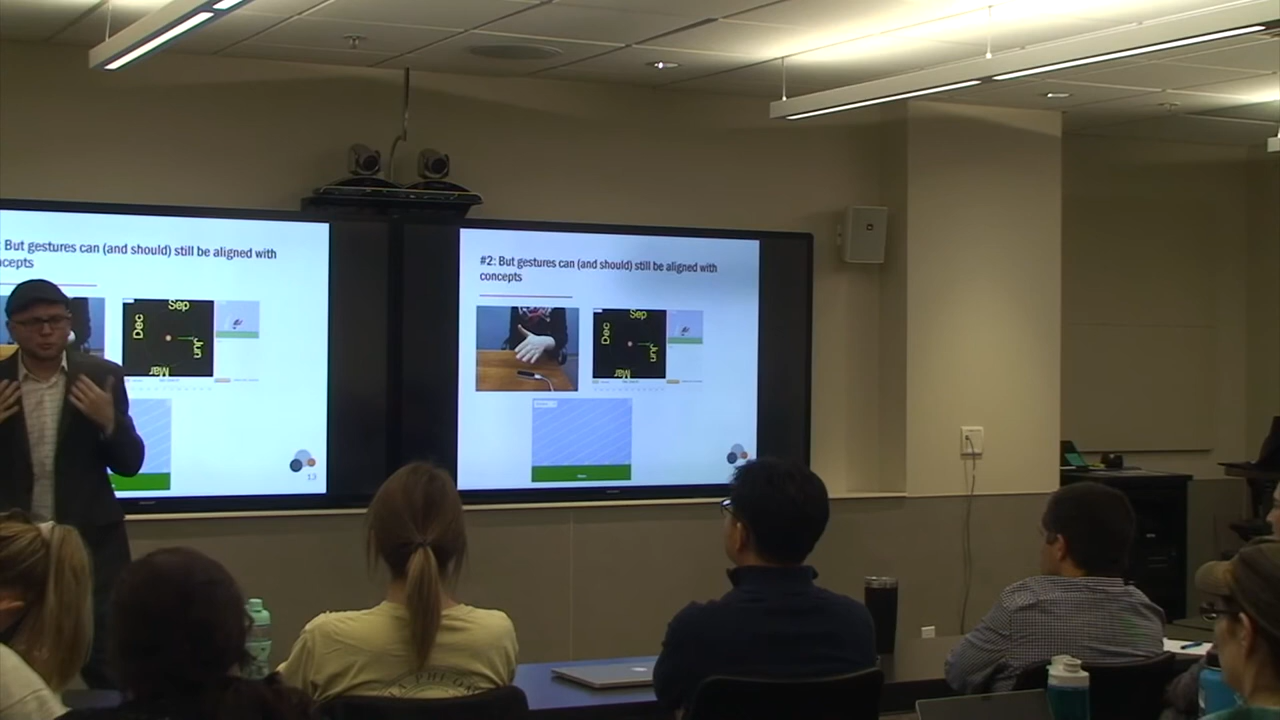 : But gestures can (and should) still be aligned with
ncepts
Sep
Dec
Jun
Mar
13
#2: But gestures can (and should) still be aligned with
concepts
Sep
Dec
Jun
Mar